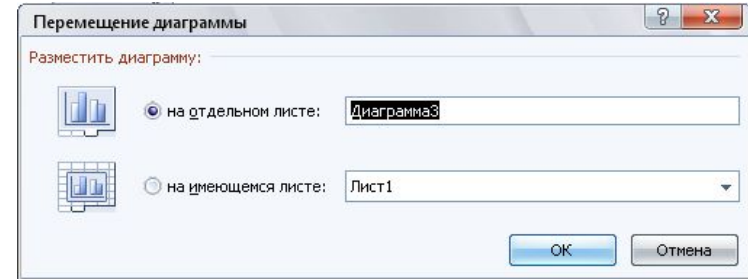 Перемещение диаграммы
?
X
Разместить диаграмму:
на отдельном листе: Диаграмма3
на имеющемся листе: Лист1
ОК Отмена